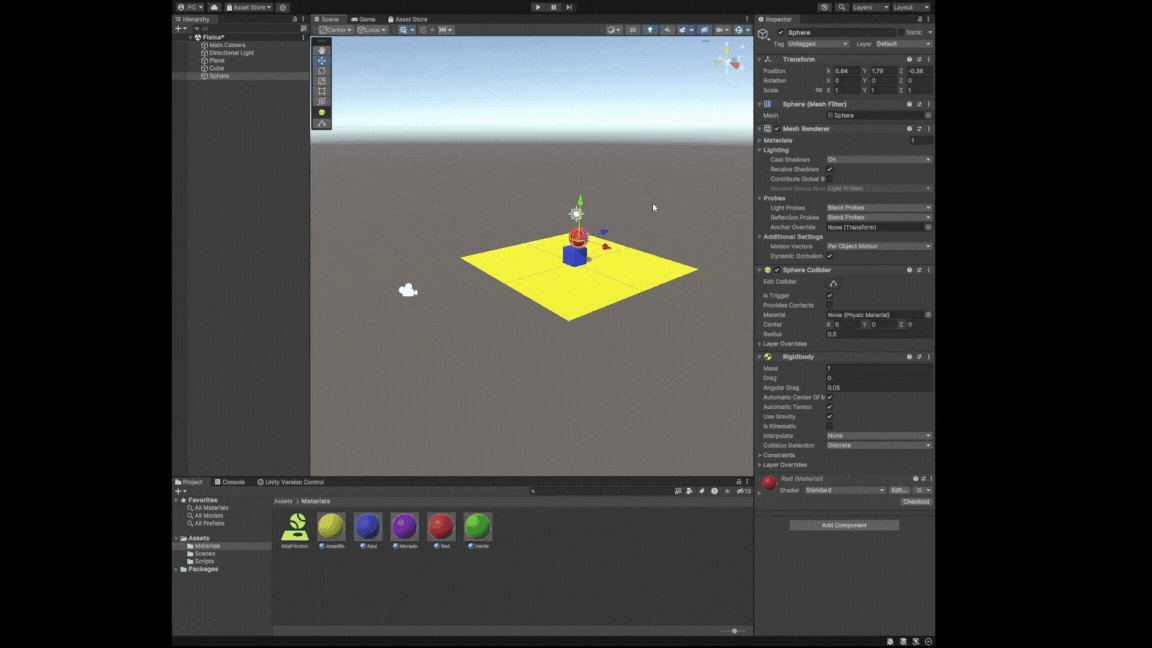 PG
Asset Store
Layers
Layout
Hierarchy
All
Fisica*
Main Camera
Directional Light
Plane
Cube
Sphere
Scene
Game
Asset Store
Center
Local
2D
Inspector
Sphere
Static
Tag Untagged
Layer Default
Transform
Position X 0.64 Y 1.79 Z -0.36
Rotation X 0 Y 0 Z 0
Scale X 1 Y 1 Z 1
Sphere (Mesh Filter)
Mesh Sphere
Mesh Renderer
Materials 1
Lighting
Cast Shadows On
Receive Shadows
Contribute Global Il
Receive Global Illum Light Probes
Probes
Light Probes Blend Probes
Reflection Probes Blend Probes
Anchor Override None (Transform)
Additional Settings
Motion Vectors Per Object Motion
Dynamic Occlusion
Sphere Collider
Edit Collider
Is Trigger
Provides Contacts
Material None (Physic Material)
Center X 0 Y 0 Z 0
Radius 0.5
Layer Overrides
Rigidbody
Mass 1
Drag 0
Angular Drag 0.05
Automatic Center Of M
Automatic Tensor
Use Gravity
Is Kinematic
Interpolate None
Collision Detection Discrete
Constraints
Layer Overrides
Red (Material)
Shader Standard Edit...
Checkout
Add Component
Project
Console
Unity Version Control
13
Favorites
All Materials
All Models
All Prefabs
Assets
Materials
Scenes
Scripts
Packages
Assets > Materials
AltaFriccion
Amarillo
Azul
Morado
Red
Verde